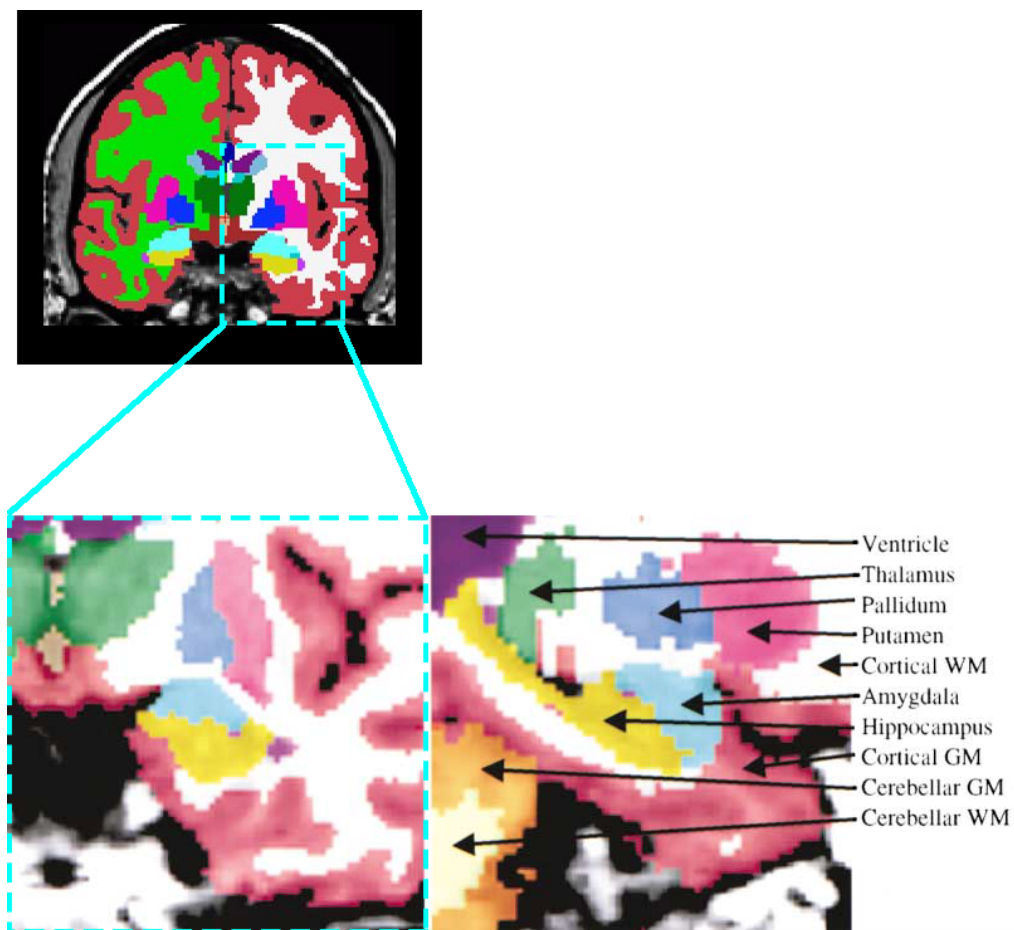 Ventricle
Thalamus
Pallidum
Putamen
Cortical WM
Amygdala
Hippocampus
Cortical GM
Cerebellar GM
Cerebellar WM